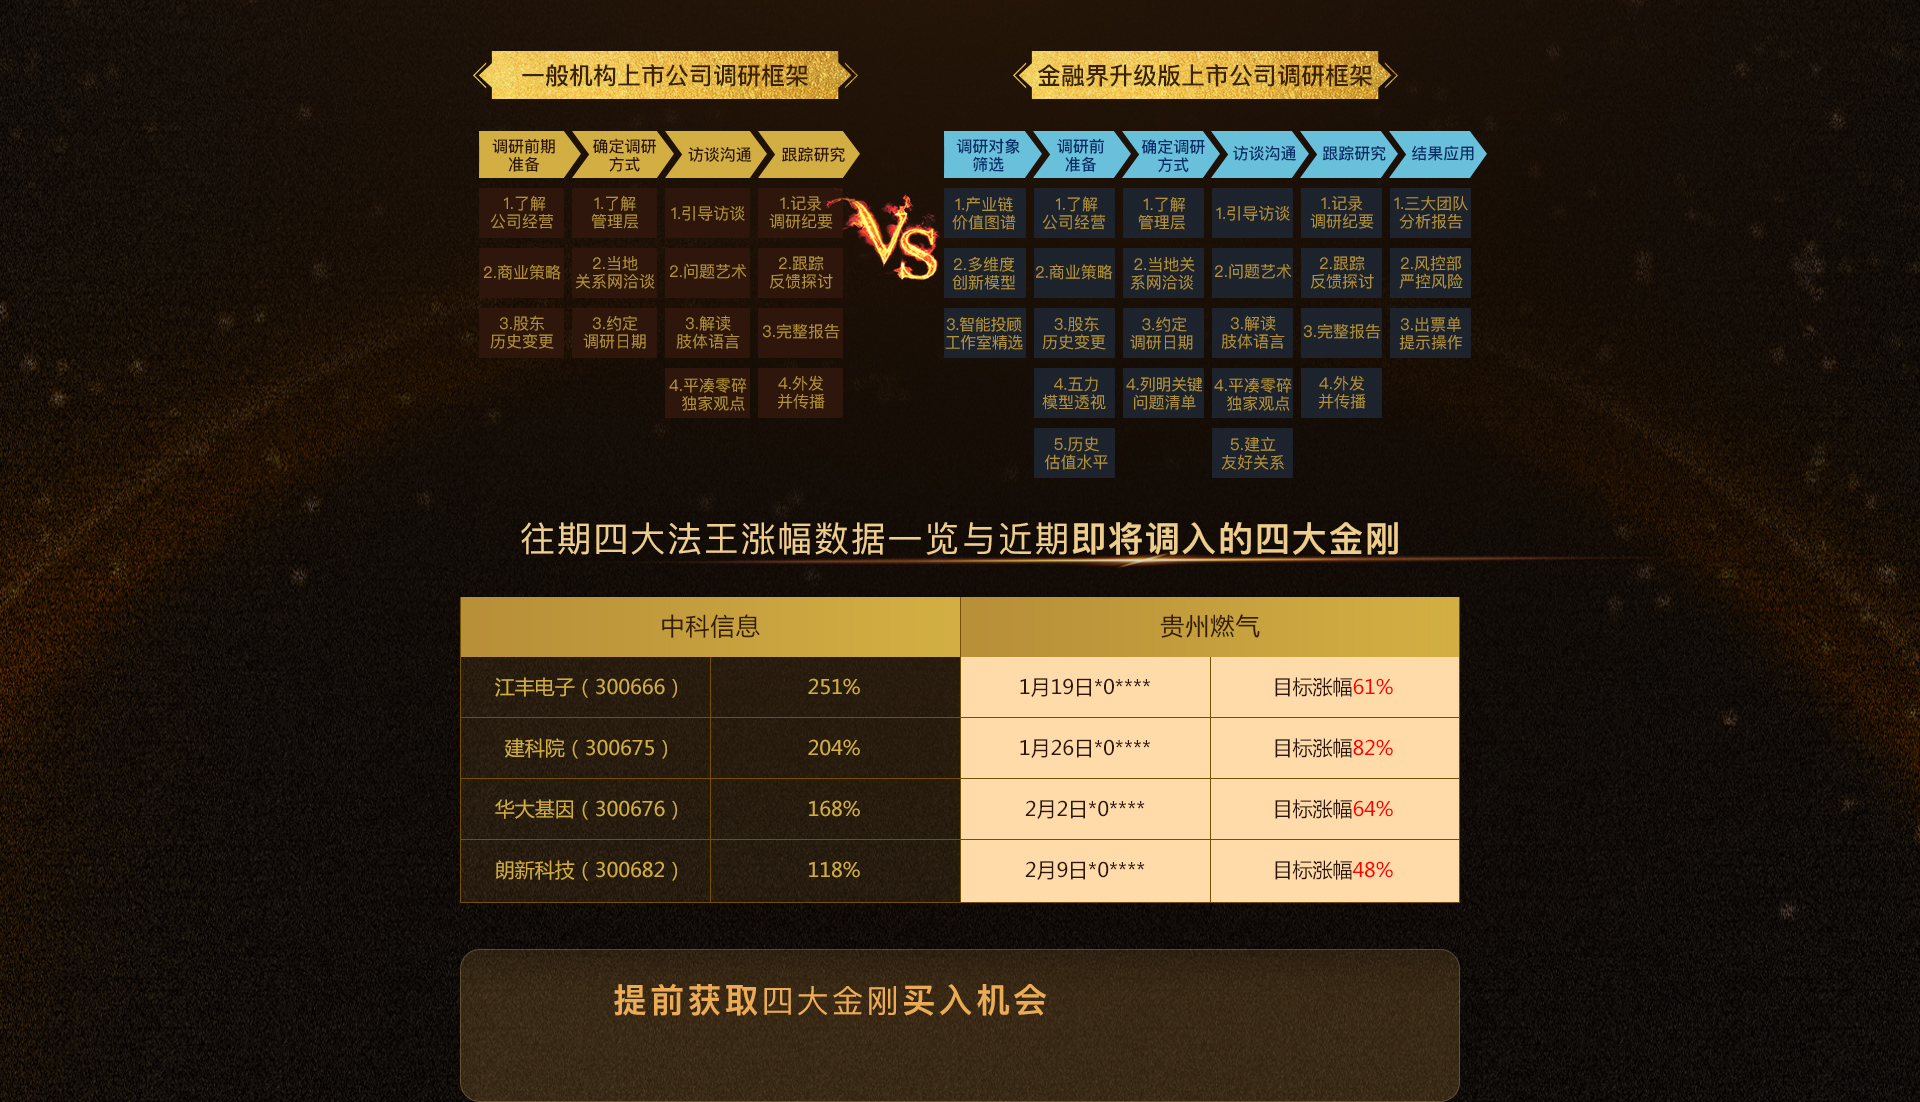 一般机构上市公司调研框架
金融界升级版上市公司调研框架
调研前期
准备
确定调研
方式
访谈沟通
跟踪研究
1.了解
公司经营
1.了解
管理层
1.引导访谈
1.记录
调研纪要
2.商业策略
2.当地
关系网洽谈
2.问题艺术
2.跟踪
反馈探讨
3.股东
历史变更
3.约定
调研日期
3.解读
肢体语言
3.完整报告
4.平凑零碎
独家观点
4.外发
并传播
VS
调研对象
筛选
调研前
准备
确定调研
方式
访谈沟通
跟踪研究
结果应用
1.产业链
价值图谱
1.了解
公司经营
1.了解
管理层
1.引导访谈
1.记录
调研纪要
1.三大团队
分析报告
2.多维度
创新模型
2.商业策略
2.当地关
系网洽谈
2.问题艺术
2.跟踪
反馈探讨
2.风控部
严控风险
3.智能投顾
工作室精选
3.股东
历史变更
3.约定
调研日期
3.解读
肢体语言
3.完整报告
3.出票单
提示操作
4.五力
模型透视
4.列明关键
问题清单
4.平凑零碎
独家观点
4.外发
并传播
5.历史
估值水平
5.建立
友好关系
往期四大法王涨幅数据一览与近期即将调入的四大金刚
中科信息 贵州燃气
江丰电子（300666） 251% 1月19日*0**** 目标涨幅61%
建科院（300675） 204% 1月26日*0**** 目标涨幅82%
华大基因（300676） 168% 2月2日*0**** 目标涨幅64%
朗新科技（300682） 118% 2月9日*0**** 目标涨幅48%
提前获取四大金刚买入机会